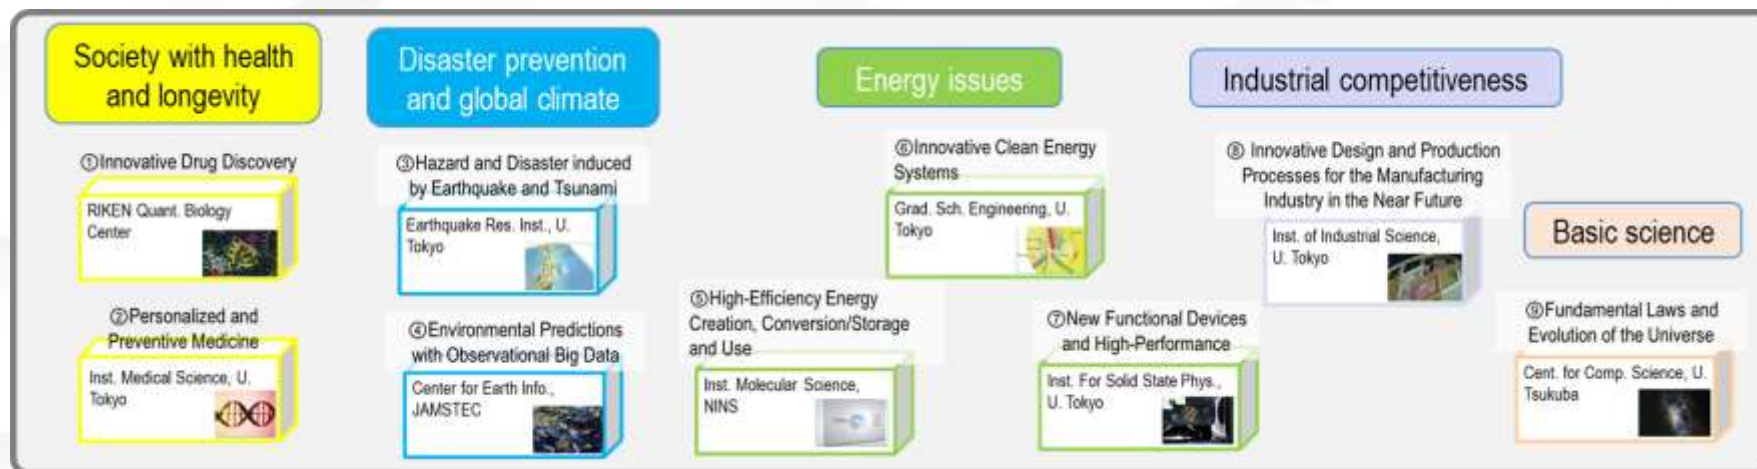 Society with health
and longevity
①Innovative Drug Discovery
RIKEN Quant. Biology
Center
②Personalized and
Preventive Medicine
Inst. Medical Science, U.
Tokyo
Disaster prevention
and global climate
③Hazard and Disaster induced
by Earthquake and Tsunami
Earthquake Res. Inst., U.
Tokyo
④Environmental Predictions
with Observational Big Data
Center for Earth Info.,
JAMSTEC
Energy issues
⑥Innovative Clean Energy
Systems
Grad. Sch. Engineering, U.
Tokyo
⑤High-Efficiency Energy
Creation, Conversion/Storage
and Use
Inst. Molecular Science,
NINS
⑦New Functional Devices
and High-Performance
Inst. For Solid State Phys.,
U. Tokyo
Industrial competitiveness
⑧ Innovative Design and Production
Processes for the Manufacturing
Industry in the Near Future
Inst. of Industrial Science,
U. Tokyo
Basic science
⑨Fundamental Laws and
Evolution of the Universe
Cent. for Comp. Science, U.
Tsukuba